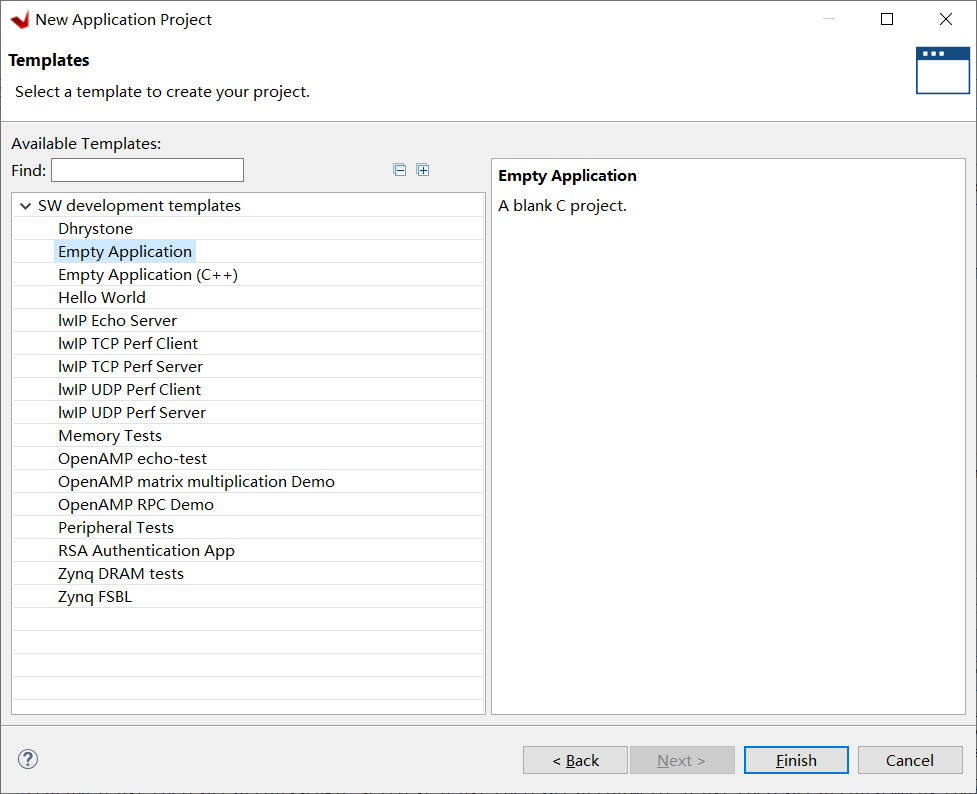 New Application Project
Templates
Select a template to create your project.
Available Templates:
Find:
SW development templates
Dhrystone
Empty Application
Empty Application (C++)
Hello World
lwIP Echo Server
lwIP TCP Perf Client
lwIP TCP Perf Server
lwIP UDP Perf Client
lwIP UDP Perf Server
Memory Tests
OpenAMP echo-test
OpenAMP matrix multiplication Demo
OpenAMP RPC Demo
Peripheral Tests
RSA Authentication App
Zynq DRAM tests
Zynq FSBL
Empty Application
A blank C project.
?
< Back
Next >
Finish
Cancel